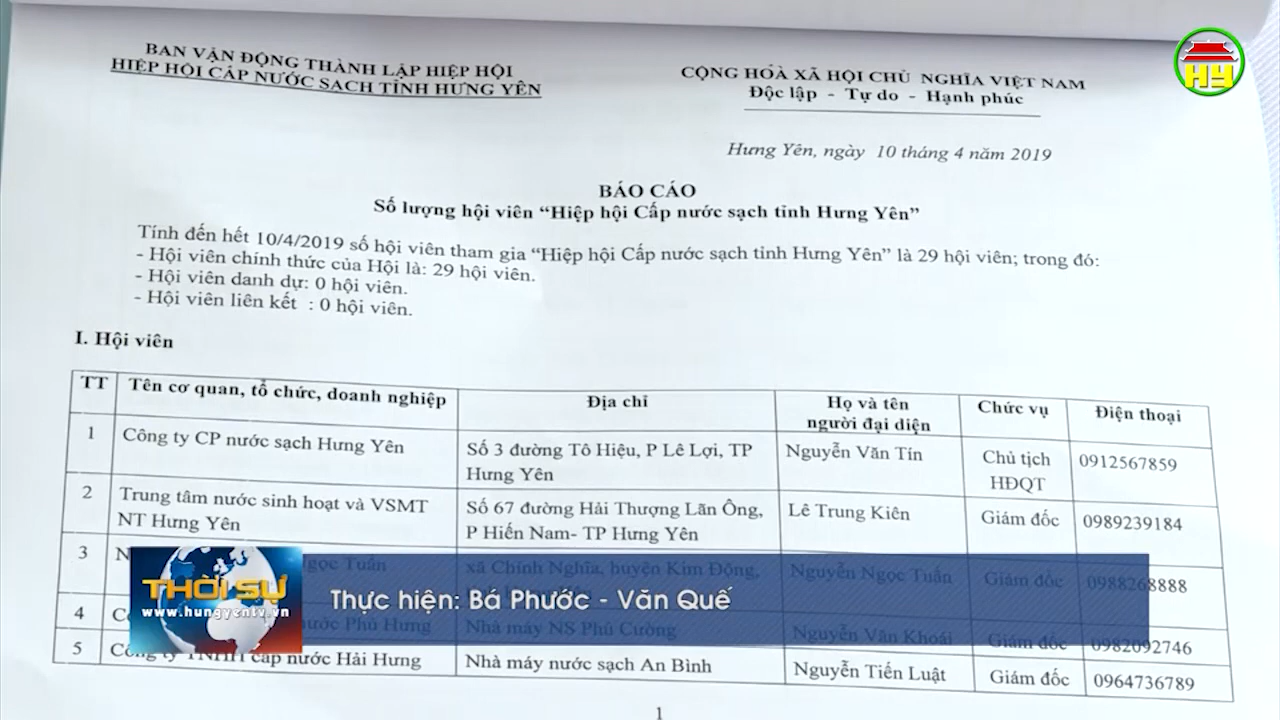 BAN VẬN ĐỘNG THÀNH LẬP HIỆP HỘI
HIỆP HỘI CẤP NƯỚC SẠCH TỈNH HƯNG YÊN
CỘNG HOÀ XÃ HỘI CHỦ NGHĨA VIỆT NAM
Độc lập - Tự do - Hạnh phúc
HY
Hưng Yên, ngày 10 tháng 4 năm 2019
BÁO CÁO
Số lượng hội viên “Hiệp hội Cấp nước sạch tỉnh Hưng Yên”
Tính đến hết 10/4/2019 số hội viên tham gia “Hiệp hội Cấp nước sạch tỉnh Hưng Yên” là 29 hội viên; trong đó:
- Hội viên chính thức của Hội là: 29 hội viên.
- Hội viên danh dự: 0 hội viên.
- Hội viên liên kết : 0 hội viên.
I. Hội viên
TT Tên cơ quan, tổ chức, doanh nghiệp Địa chỉ Họ và tên người đại diện Chức vụ Điện thoại
1 Công ty CP nước sạch Hưng Yên Số 3 đường Tô Hiệu, P Lê Lợi, TP Hưng Yên Nguyễn Văn Tín Chủ tịch HĐQT 0912567859
2 Trung tâm nước sinh hoạt và VSMT NT Hưng Yên Số 67 đường Hải Thượng Lãn Ông, P Hiến Nam- TP Hưng Yên Lê Trung Kiên Giám đốc 0989239184
3 Ngọc Tuấn xã Chính Nghĩa, huyện Kim Động, Nguyễn Ngọc Tuấn Giám đốc 0988268888
4 nước Phú Hưng Nhà máy NS Phú Cường Nguyễn Văn Khoái Giám đốc 0982092746
5 Công ty TNHH cấp nước Hải Hưng Nhà máy nước sạch An Bình Nguyễn Tiến Luật Giám đốc 0964736789
THỜI SỰ
www.hungyentv.vn
Thực hiện: Bá Phước - Văn Quế
1